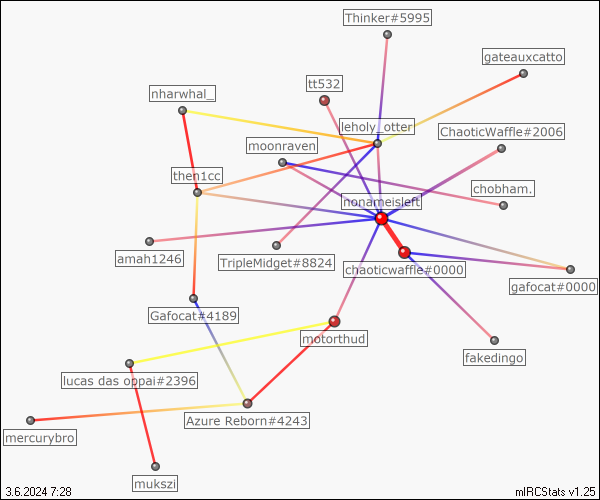 Thinker#5995
gateauxcatto
tt532
nharwhal_
leholy_otter
ChaoticWaffle#2006
moonraven
then1cc
chobham.
nonameisleft
amah1246
TripleMidget#8824
chaoticwaffle#0000
gafocat#0000
Gafocat#4189
motorthud
fakedingo
lucas das oppai#2396
Azure Reborn#4243
mercurybro
mukszi
3.6.2024 7:28
mIRCStats v1.25